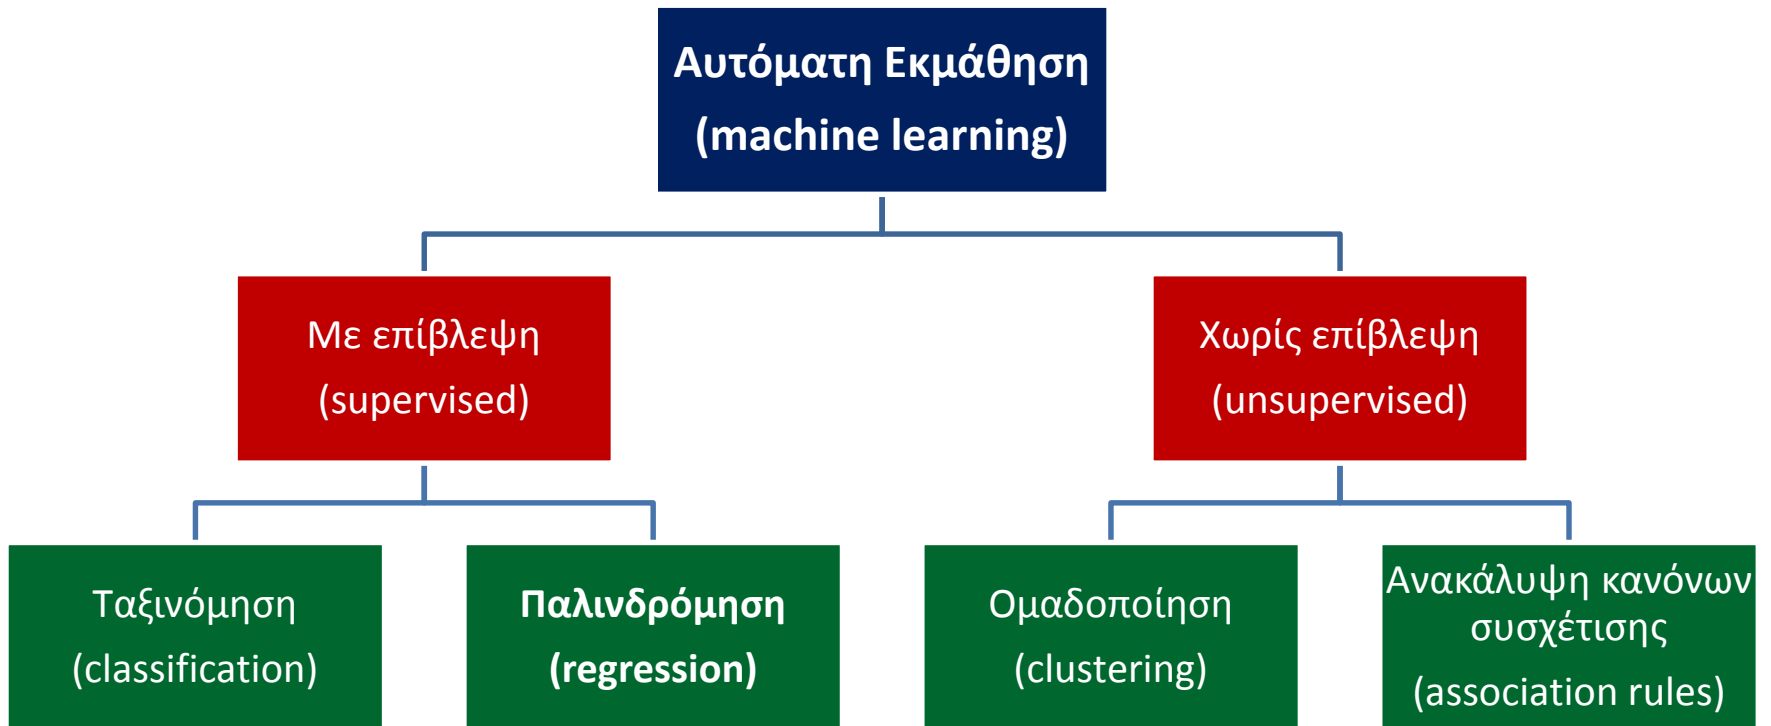 Αυτόματη Εκμάθηση
(machine learning)
Με επίβλεψη
(supervised)
Χωρίς επίβλεψη
(unsupervised)
Ταξινόμηση
(classification)
Παλινδρόμηση
(regression)
Ομαδοποίηση
(clustering)
Ανακάλυψη κανόνων
συσχέτισης
(association rules)